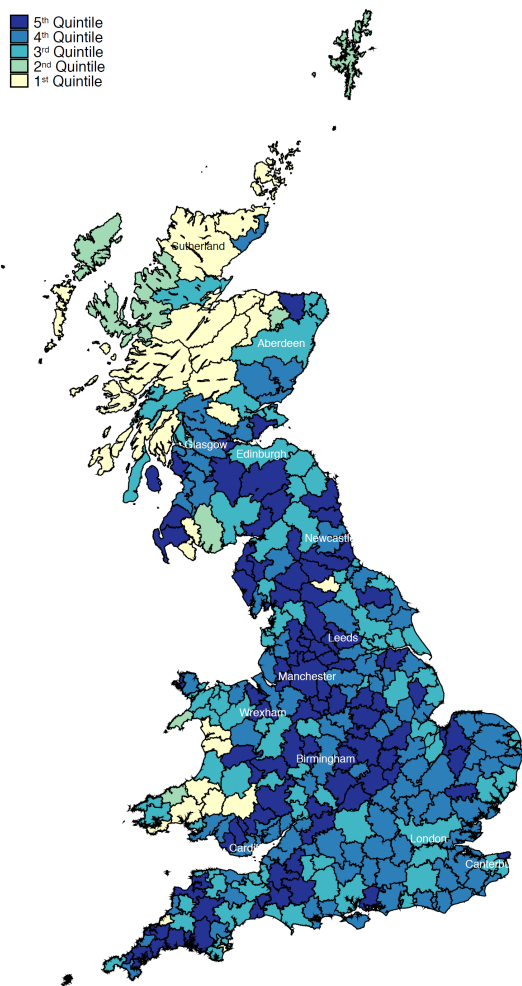 5th Quintile
4th Quintile
3rd Quintile
2nd Quintile
1st Quintile
Sutherland
Aberdeen
Glasgow
Edinburgh
Newcastle
Leeds
Manchester
Wrexham
Birmingham
London
Cardiff
Canterbu